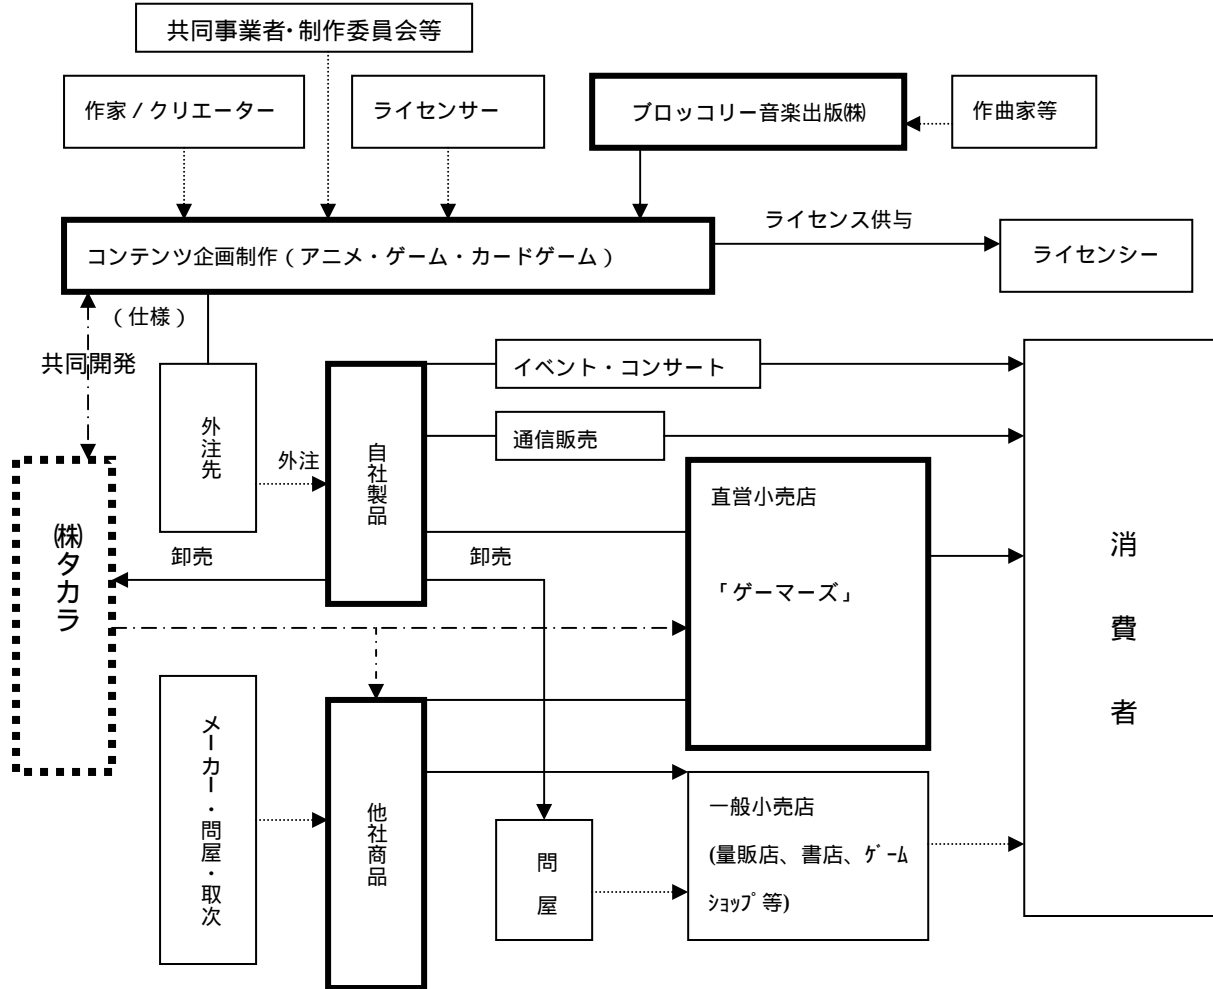 共同事業者・制作委員会等
作家／クリエーター
ライセンサー
ブロッコリー音楽出版㈱
作曲家等
ライセンス供与
コンテンツ企画制作（アニメ・ゲーム・カードゲーム）
ライセンシー
（仕様）
共同開発
イベント・コンサート
通信販売
外注先
外注
自社製品
直営小売店
「ゲーマーズ」
㈱タカラ
卸売
卸売
消費者
メーカー・問屋・取次
他社商品
問屋
一般小売店
(量販店、書店、ｹﾞｰﾑ
ｼｮｯﾌﾟ等)